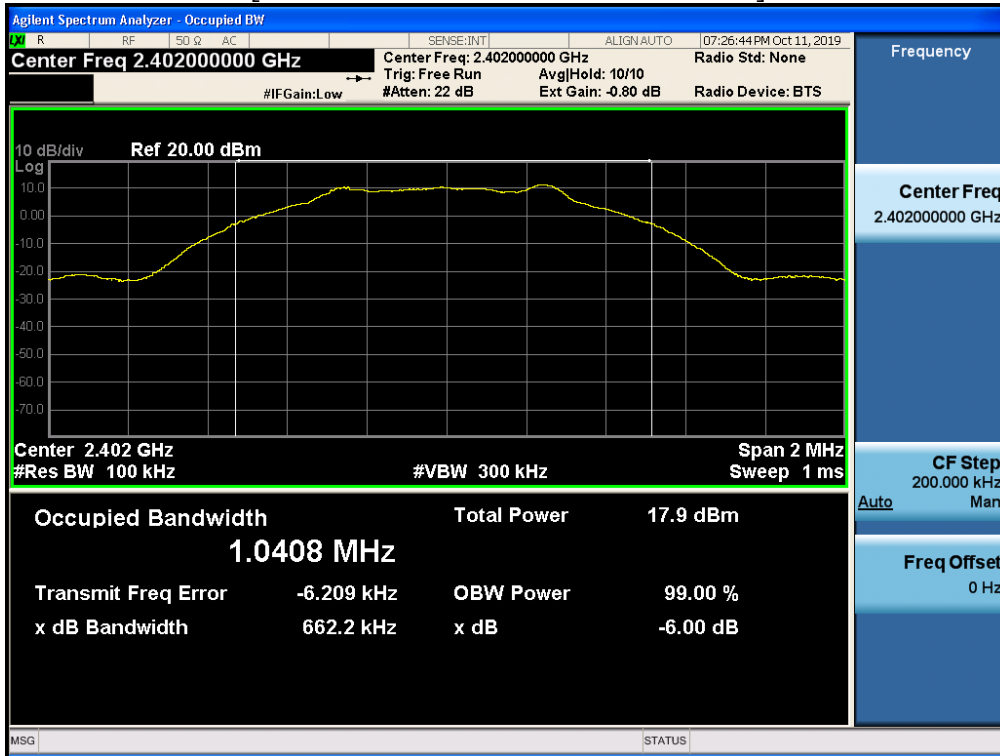 Agilent Spectrum Analyzer - Occupied BW
LXI R RF 50 Ω AC SENSE:INT ALIGN AUTO 07:26:44 PM Oct 11, 2019
Center Freq 2.402000000 GHz
Center Freq: 2.402000000 GHz Radio Std: None
Trig: Free Run Avg|Hold: 10/10
#IFGain:Low #Atten: 22 dB Ext Gain: -0.80 dB Radio Device: BTS
10 dB/div Ref 20.00 dBm
Log
10.0
0.00
-10.0
-20.0
-30.0
-40.0
-50.0
-60.0
-70.0
Center 2.402 GHz Span 2 MHz
#Res BW 100 kHz #VBW 300 kHz Sweep 1 ms
Occupied Bandwidth Total Power 17.9 dBm
1.0408 MHz
Transmit Freq Error -6.209 kHz OBW Power 99.00 %
x dB Bandwidth 662.2 kHz x dB -6.00 dB
MSG STATUS
Frequency
Center Freq
2.402000000 GHz
CF Step
200.000 kHz
Auto Man
Freq Offset
0 Hz